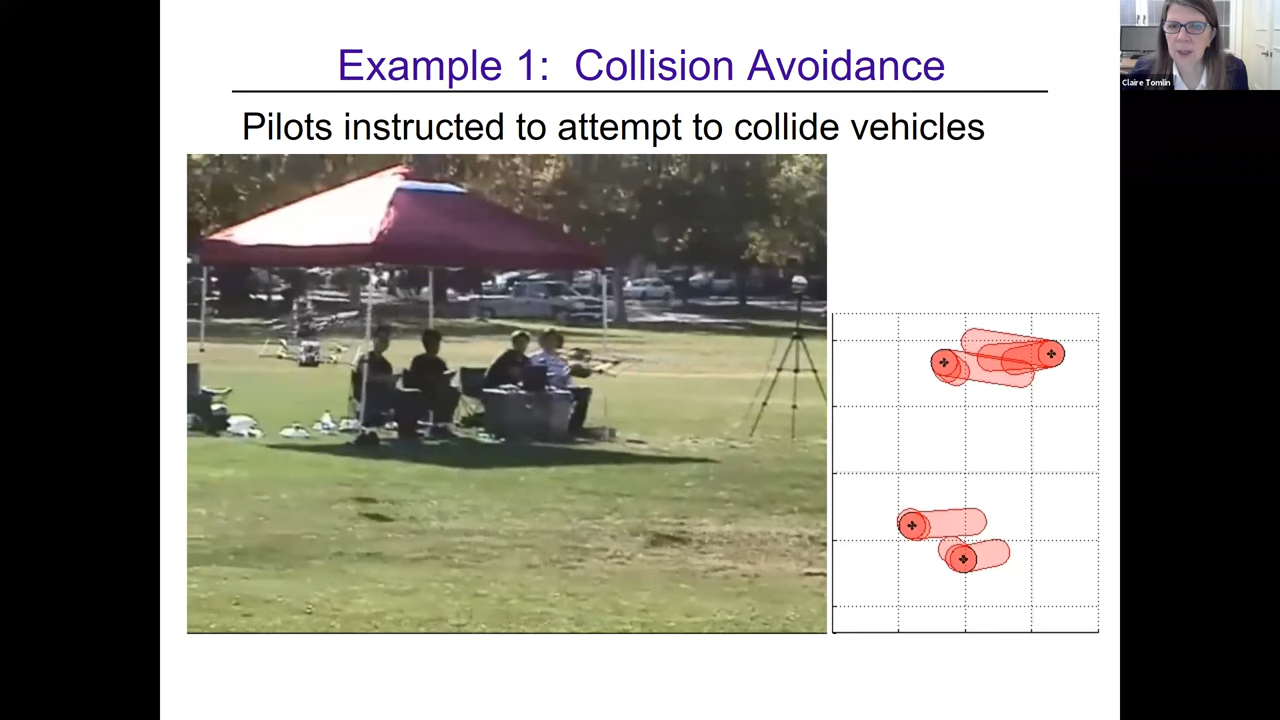 Example 1: Collision Avoidance
Pilots instructed to attempt to collide vehicles
Claire Tomlin